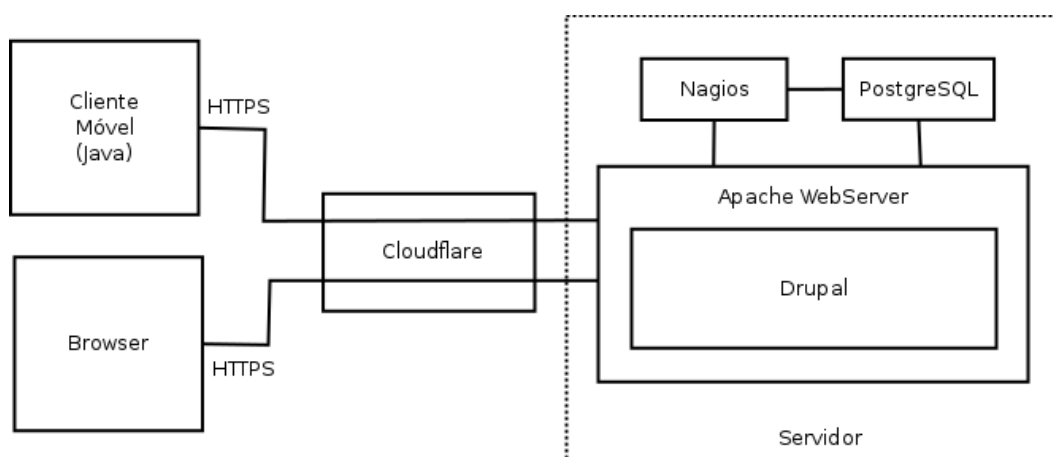 Cliente
Móvel
(Java)
HTTPS
Nagios
PostgreSQL
Apache WebServer
Cloudflare
Drupal
Browser
HTTPS
Servidor